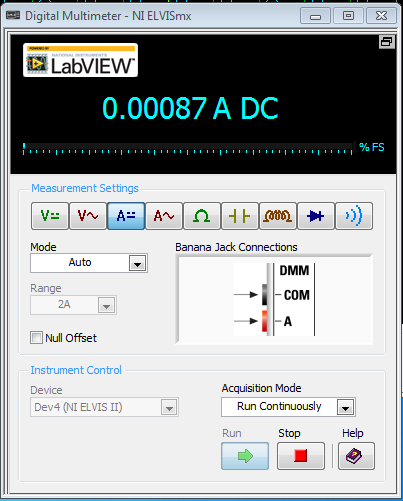 Digital Multimeter - NI ELVISmx
POWERED BY
NATIONAL INSTRUMENTS
LabVIEW™
0.00087 A DC
% FS
Measurement Settings
V V A A Ω
Mode
Banana Jack Connections
Auto
DMM
Range
COM
2A
A
Null Offset
Instrument Control
Device
Acquisition Mode
Dev4 (NI ELVIS II)
Run Continuously
Run Stop Help